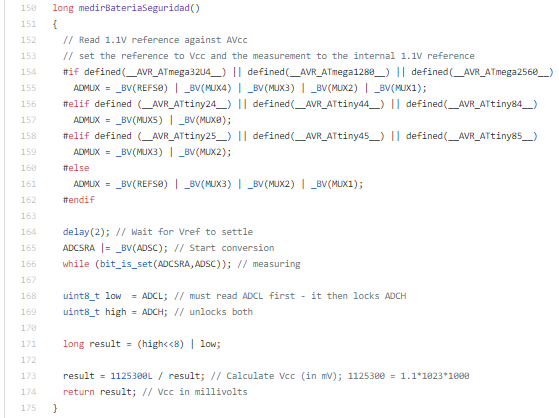 150 long medirBateriaSeguridad()
151 {
152 // Read 1.1V reference against AVcc
153 // set the reference to Vcc and the measurement to the internal 1.1V reference
154 #if defined(__AVR_ATmega32U4__) || defined(__AVR_ATmega1280__) || defined(__AVR_ATmega2560__)
155 ADMUX = _BV(REFS0) | _BV(MUX4) | _BV(MUX3) | _BV(MUX2) | _BV(MUX1);
156 #elif defined (__AVR_ATtiny24__) || defined(__AVR_ATtiny44__) || defined(__AVR_ATtiny84__)
157 ADMUX = _BV(MUX5) | _BV(MUX0);
158 #elif defined (__AVR_ATtiny25__) || defined(__AVR_ATtiny45__) || defined(__AVR_ATtiny85__)
159 ADMUX = _BV(MUX3) | _BV(MUX2);
160 #else
161 ADMUX = _BV(REFS0) | _BV(MUX3) | _BV(MUX2) | _BV(MUX1);
162 #endif
163
164 delay(2); // Wait for Vref to settle
165 ADCSRA |= _BV(ADSC); // Start conversion
166 while (bit_is_set(ADCSRA,ADSC)); // measuring
167
168 uint8_t low = ADCL; // must read ADCL first - it then locks ADCH
169 uint8_t high = ADCH; // unlocks both
170
171 long result = (high<<8) | low;
172
173 result = 1125300L / result; // Calculate Vcc (in mV); 1125300 = 1.1*1023*1000
174 return result; // Vcc in millivolts
175 }